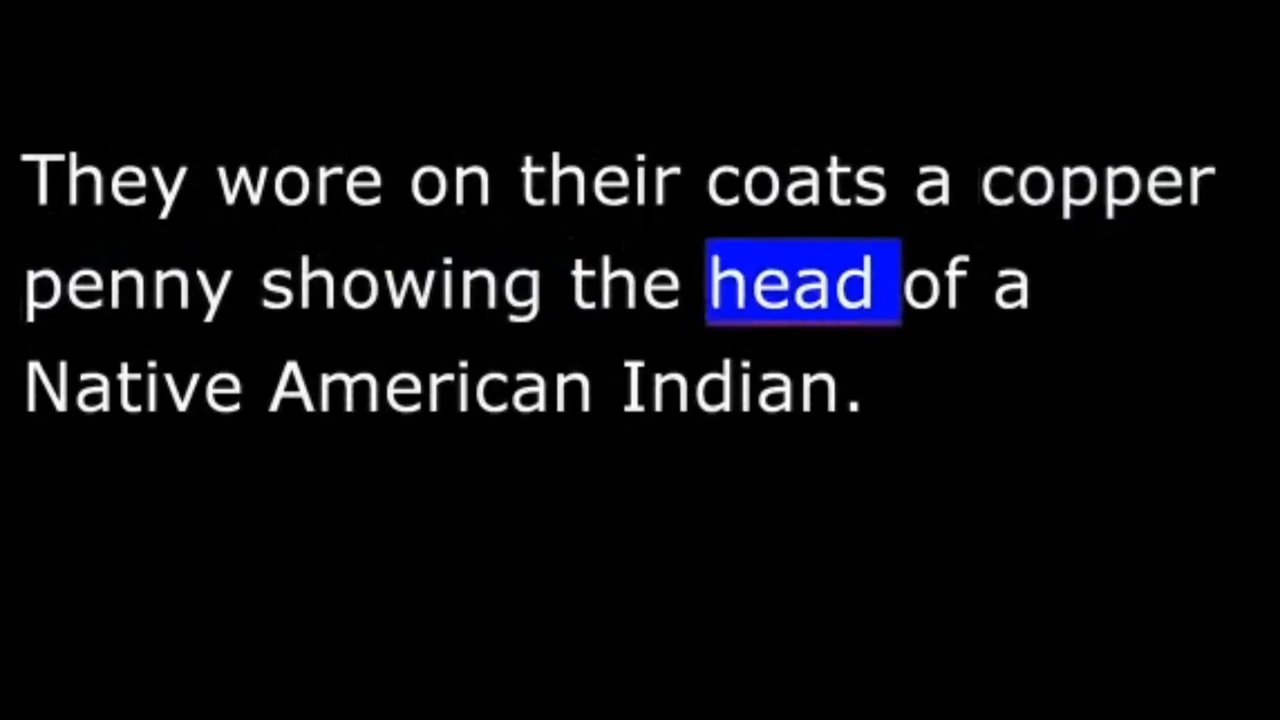 They wore on their coats a copper
penny showing the head of a
Native American Indian.